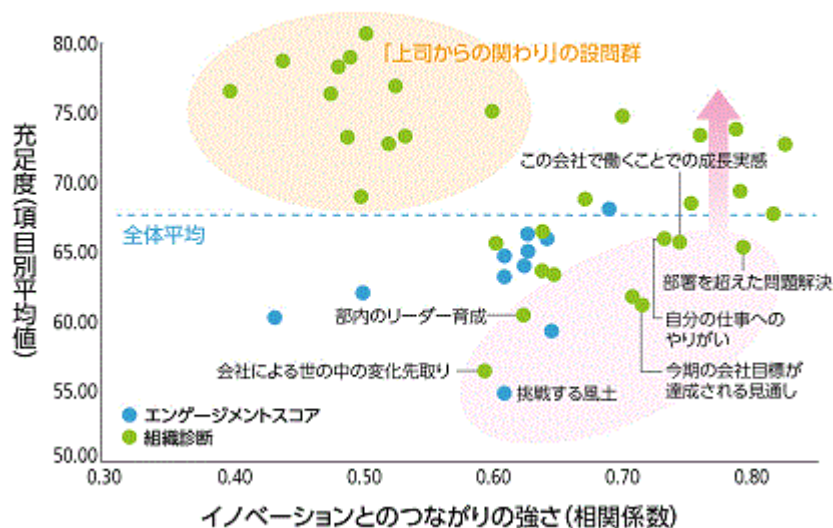 80.00
「上司からの関わり」の設問群
75.00
この会社で働くことでの成長実感
70.00
全体平均
65.00
部署を超えた問題解決
部内のリーダー育成
自分の仕事への
やりがい
60.00
会社による世の中の変化先取り
今期の会社目標が
達成される見通し
挑戦する風土
55.00
エンゲージメントスコア
組織診断
50.00
0.30
0.40
0.50
0.60
0.70
0.80
充足度(項目別平均値)
イノベーションとのつながりの強さ(相関係数)